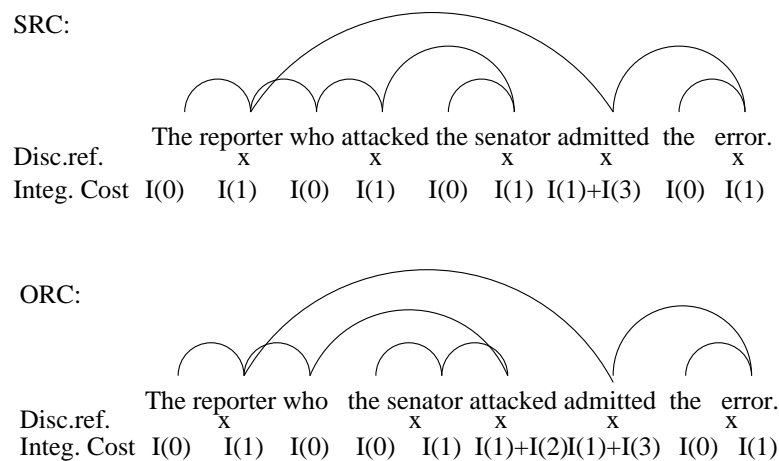 SRC:
The reporter who attacked the senator admitted the error.
Disc.ref. x x x x x
Integ. Cost I(0) I(1) I(0) I(1) I(0) I(1) I(1)+I(3) I(0) I(1)
ORC:
The reporter who the senator attacked admitted the error.
Disc.ref. x x x x x
Integ. Cost I(0) I(1) I(0) I(0) I(1) I(1)+I(2)I(1)+I(3) I(0) I(1)